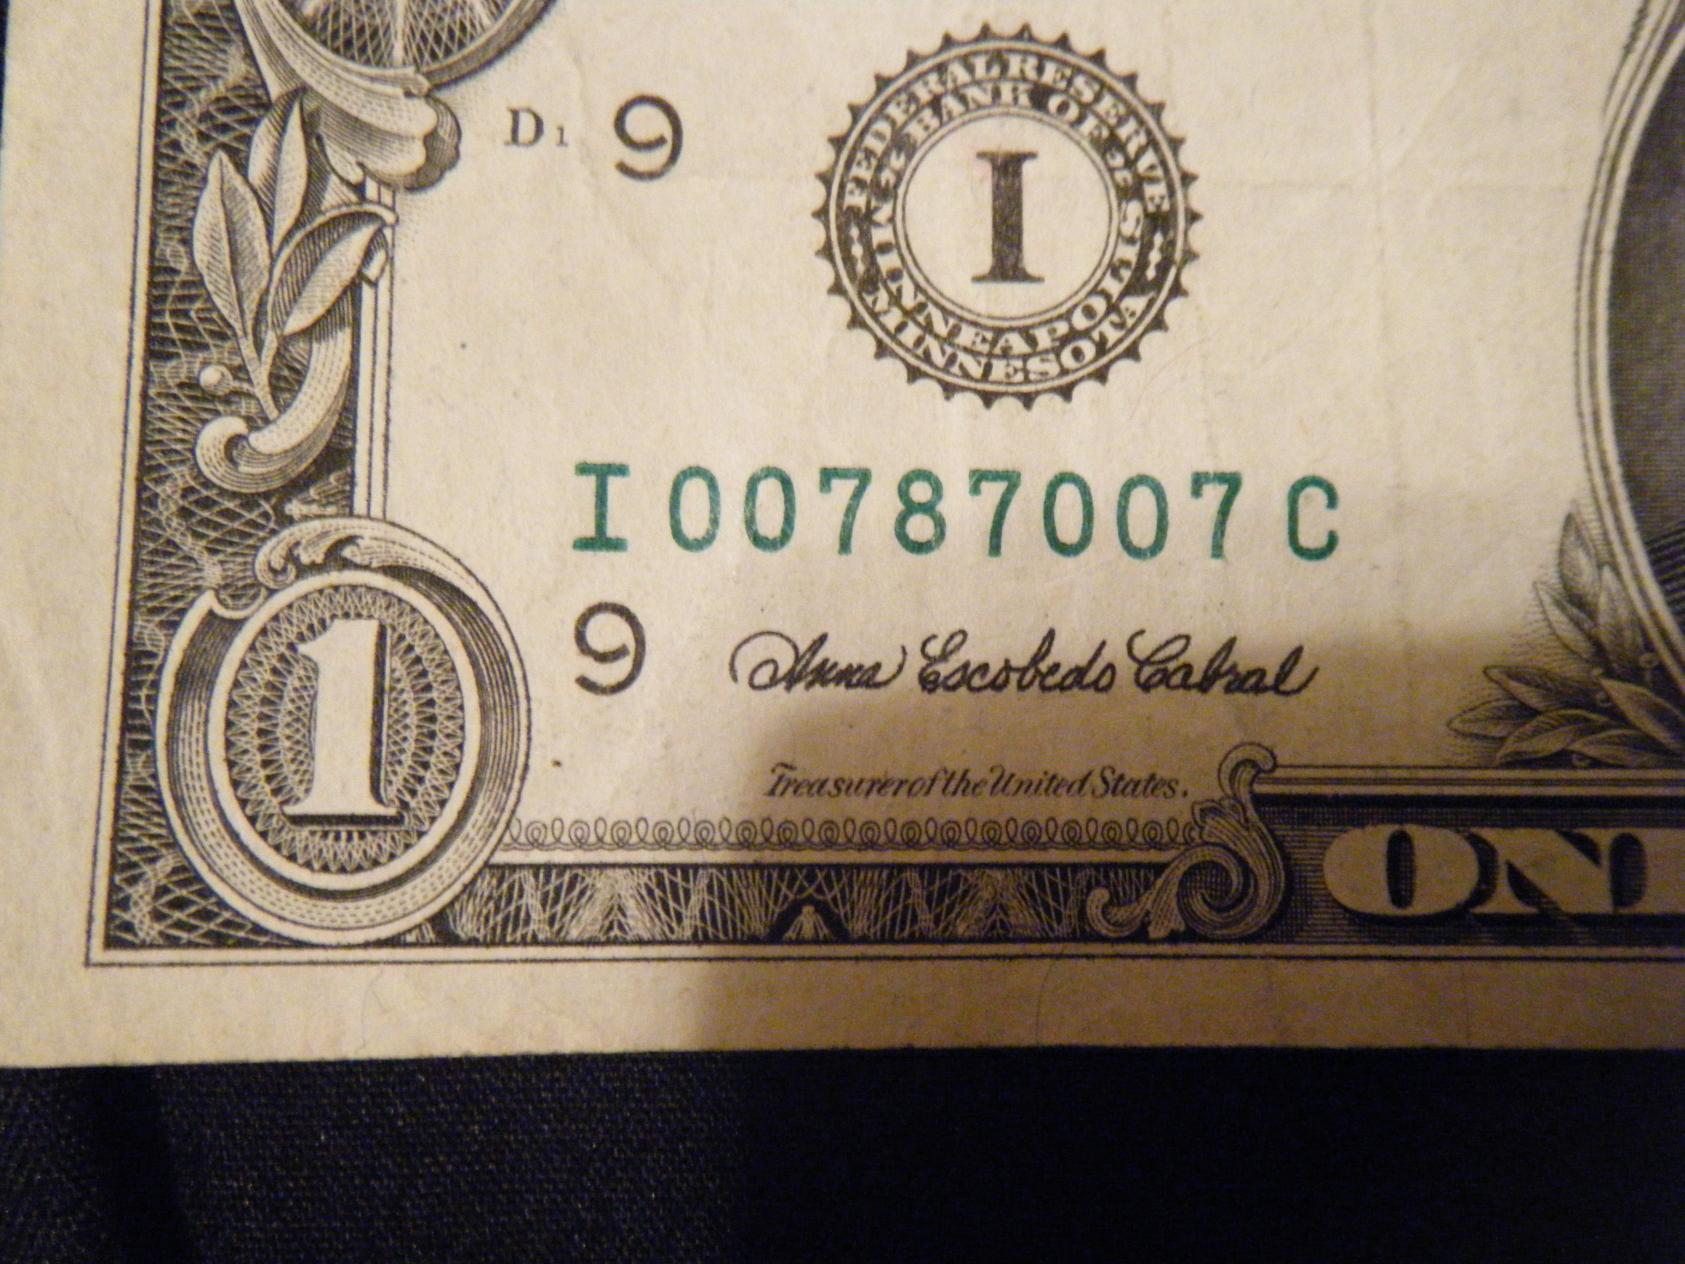 D1
9
FEDERAL RESERVE
BANK OF
I
MINNEAPOLIS
MINNESOTA
I 00787007 C
9
Anna Escobedo Cabral
Treasurer of the United States.
1
ON